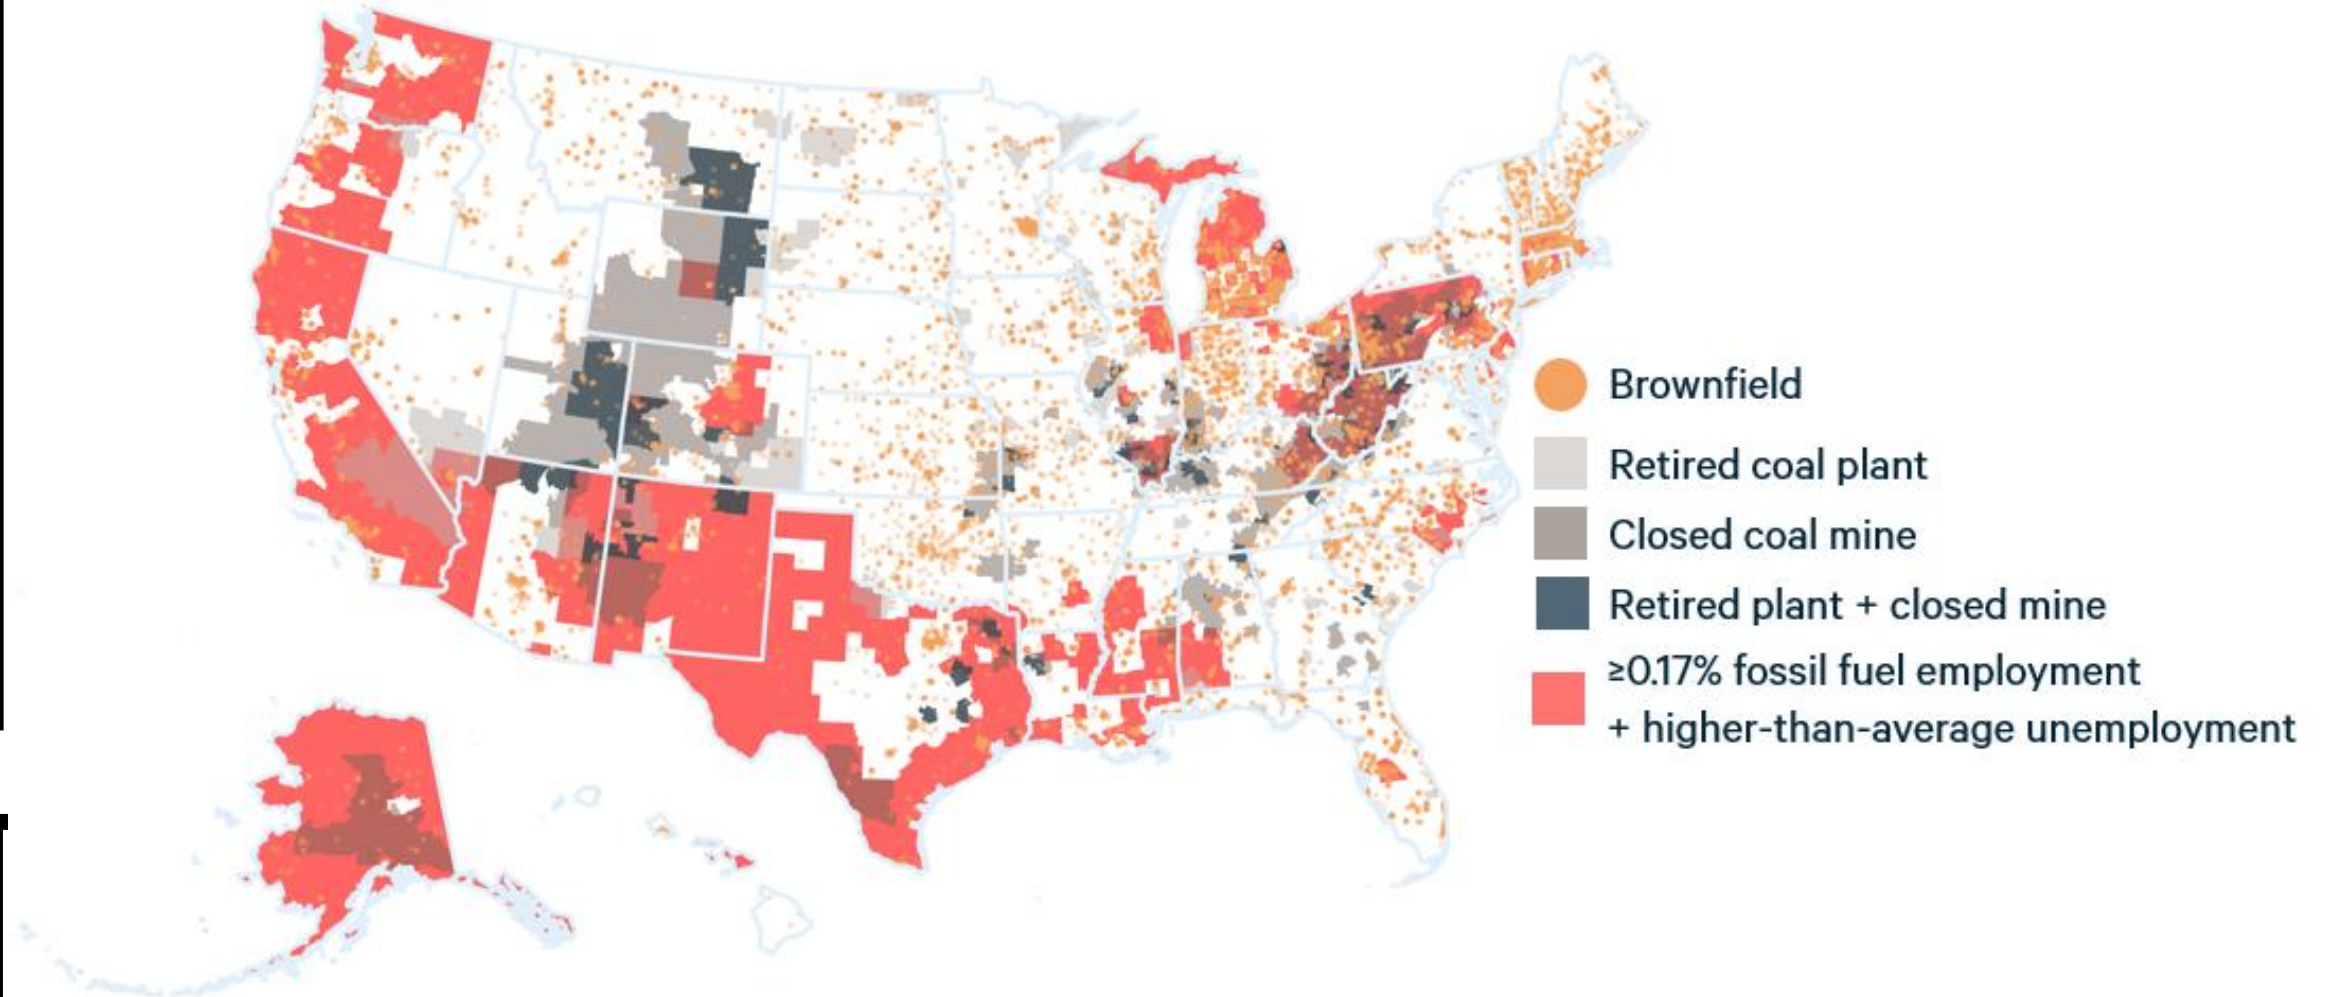 Brownfield
Retired coal plant
Closed coal mine
Retired plant + closed mine
≥0.17% fossil fuel employment
+ higher-than-average unemployment